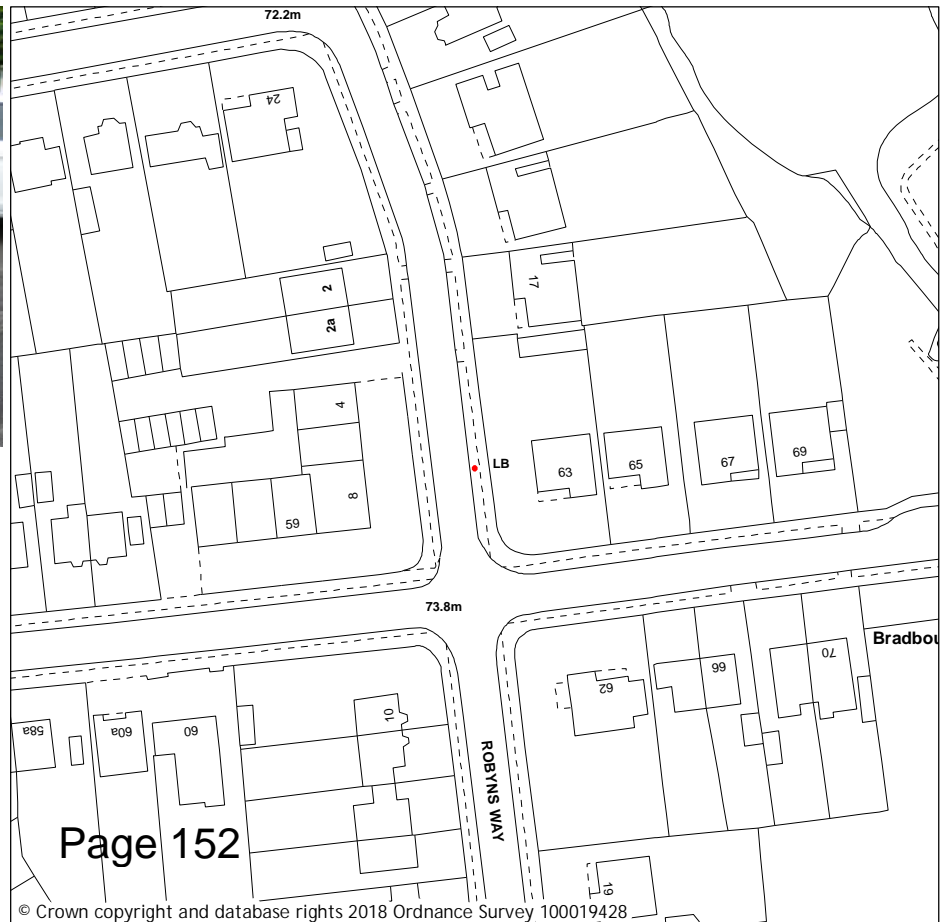 72.2m
24
2
2a
17
4
LB
63
65
67
69
8
59
73.8m
Bradbou
70
66
62
10
58a
60a
60
ROBYNS WAY
Page 152
19
© Crown copyright and database rights 2018 Ordnance Survey 100019428